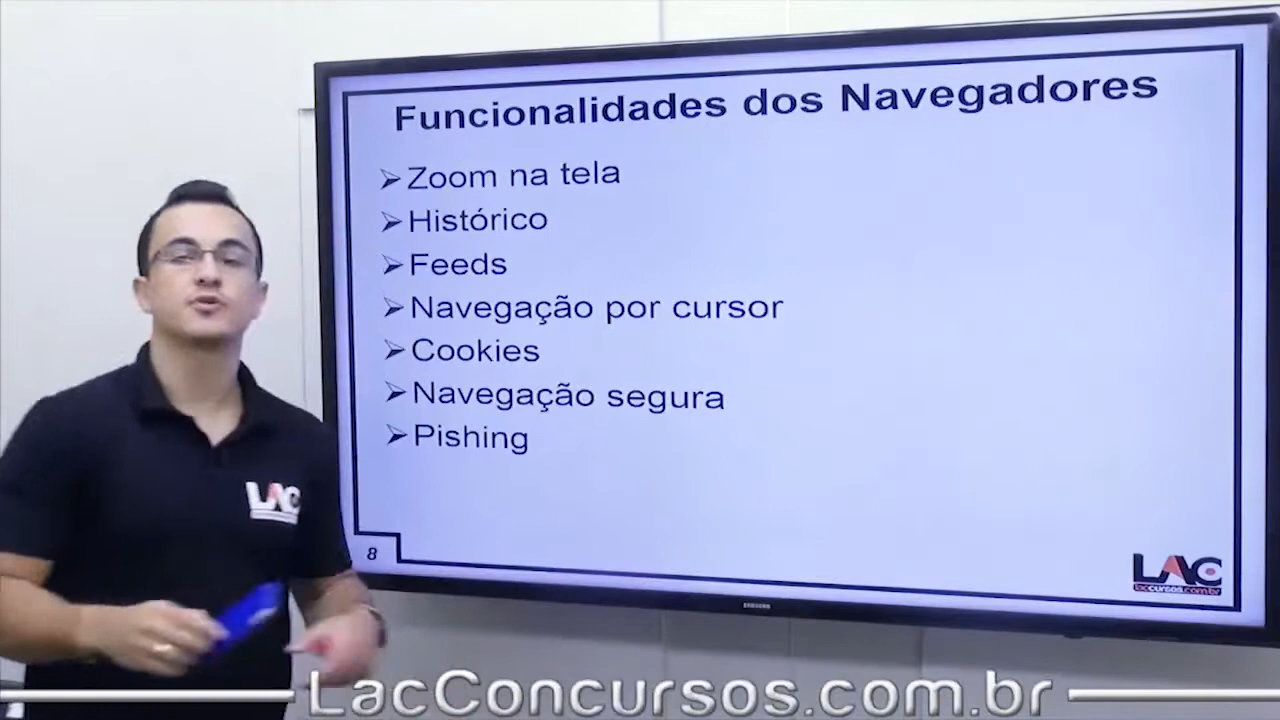 Funcionalidades dos Navegadores
Zoom na tela
Histórico
Feeds
Navegação por cursor
Cookies
Navegação segura
Pishing
8
LAC
LAC
laccursos.com.br
SAMSUNG
LacConcursos.com.br